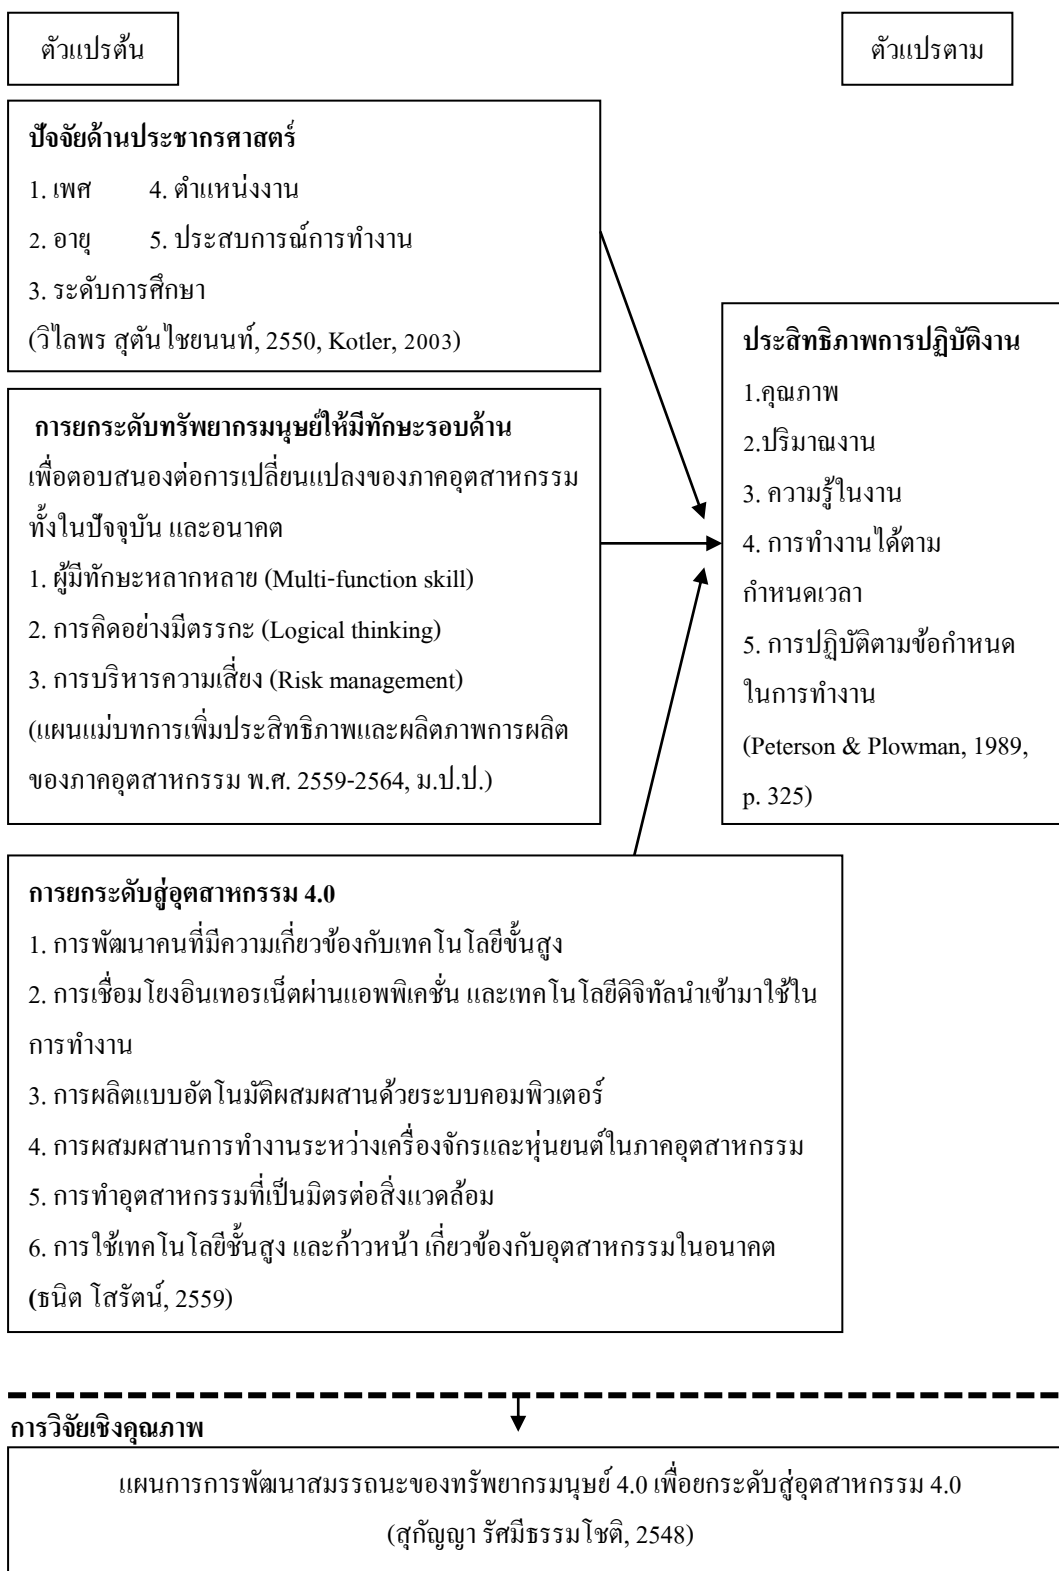 ตัวแปรต้น
ตัวแปรตาม
ปัจจัยด้านประชากรศาสตร์
1. เพศ 4. ตำแหน่งงาน
2. อายุ 5. ประสบการณ์การทำงาน
3. ระดับการศึกษา
(วิไลพร สุตันไชยนนท์, 2550, Kotler, 2003)
การยกระดับทรัพยากรมนุษย์ให้มีทักษะรอบด้าน
เพื่อตอบสนองต่อการเปลี่ยนแปลงของภาคอุตสาหกรรม
ทั้งในปัจจุบัน และอนาคต
1. ผู้มีทักษะหลากหลาย (Multi-function skill)
2. การคิดอย่างมีตรรกะ (Logical thinking)
3. การบริหารความเสี่ยง (Risk management)
(แผนแม่บทการเพิ่มประสิทธิภาพและผลิตภาพการผลิต
ของภาคอุตสาหกรรม พ.ศ. 2559-2564, ม.ป.ป.)
ประสิทธิภาพการปฏิบัติงาน
1.คุณภาพ
2.ปริมาณงาน
3. ความรู้ในงาน
4. การทำงานได้ตาม
กำหนดเวลา
5. การปฏิบัติตามข้อกำหนด
ในการทำงาน
(Peterson & Plowman, 1989,
p. 325)
การยกระดับสู่อุตสาหกรรม 4.0
1. การพัฒนาคนที่มีความเกี่ยวข้องกับเทคโนโลยีขั้นสูง
2. การเชื่อมโยงอินเทอรเน็ตผ่านแอพพิเคชั่น และเทคโนโลยีดิจิทัลนำเข้ามาใช้ใน
การทำงาน
3. การผลิตแบบอัตโนมัติผสมผสานด้วยระบบคอมพิวเตอร์
4. การผสมผสานการทำงานระหว่างเครื่องจักรและหุ่นยนต์ในภาคอุตสาหกรรม
5. การทำอุตสาหกรรมที่เป็นมิตรต่อสิ่งแวดล้อม
6. การใช้เทคโนโลยีชั้นสูง และก้าวหน้า เกี่ยวข้องกับอุตสาหกรรมในอนาคต
(ธนิต โสรัตน์, 2559)
การวิจัยเชิงคุณภาพ
แผนการการพัฒนาสมรรถนะของทรัพยากรมนุษย์ 4.0 เพื่อยกระดับสู่อุตสาหกรรม 4.0
(สุกัญญา รัศมีธรรมโชติ, 2548)